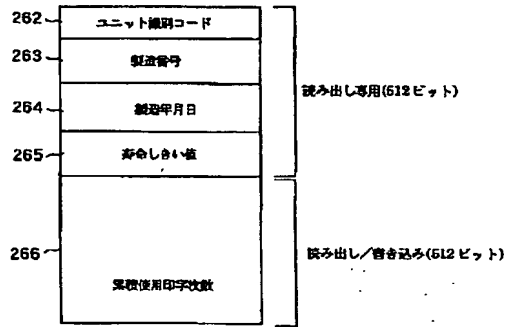 262 ユニット識別コード
263 製造番号
264 製造年月日
265 寿命しきい値
読み出し専用(512ビット)
266 累積使用印字枚数
読み出し/書き込み(512ビット)